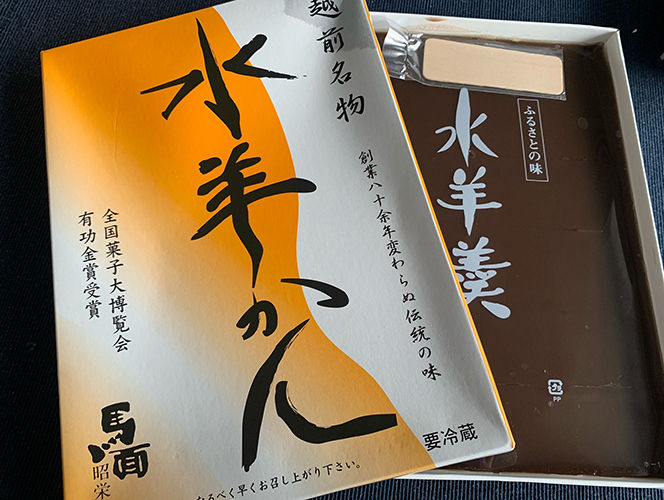 越前名物
水羊かん
創業八十余年変わらぬ伝統の味
全国菓子大博覧会
有功金賞受賞
馬面
昭栄
要冷蔵
なるべく早くお召し上がり下さい。
ふるさとの味
水羊羹
PP